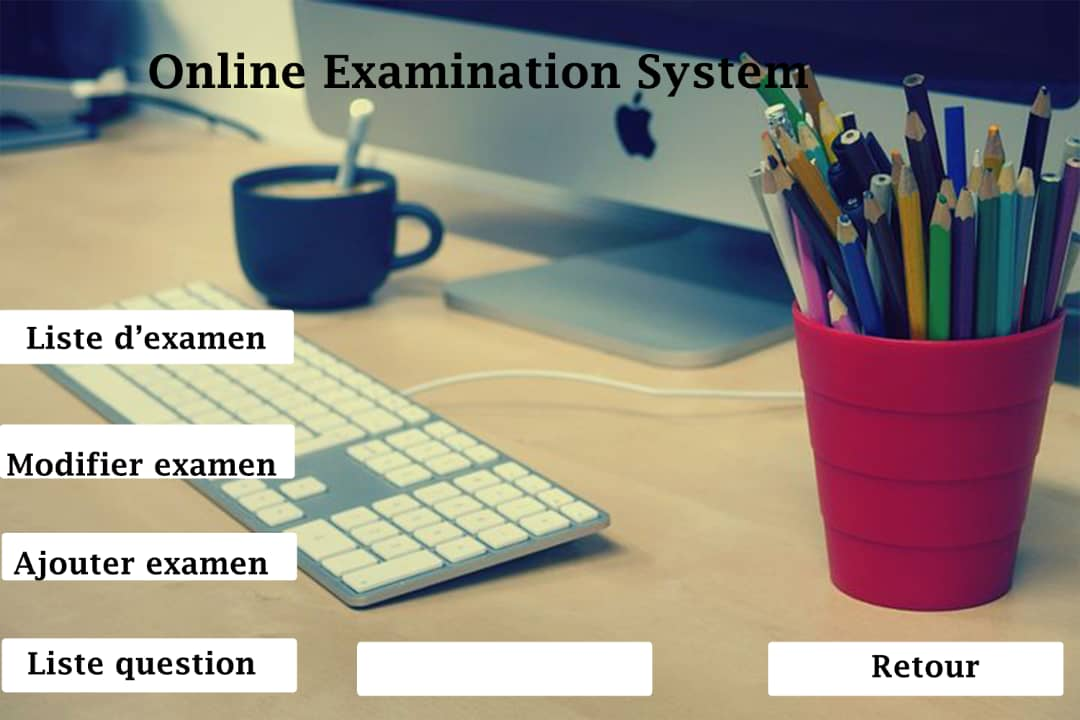 Online Examination System
Liste d’examen
Modifier examen
Ajouter examen
Liste question
Retour